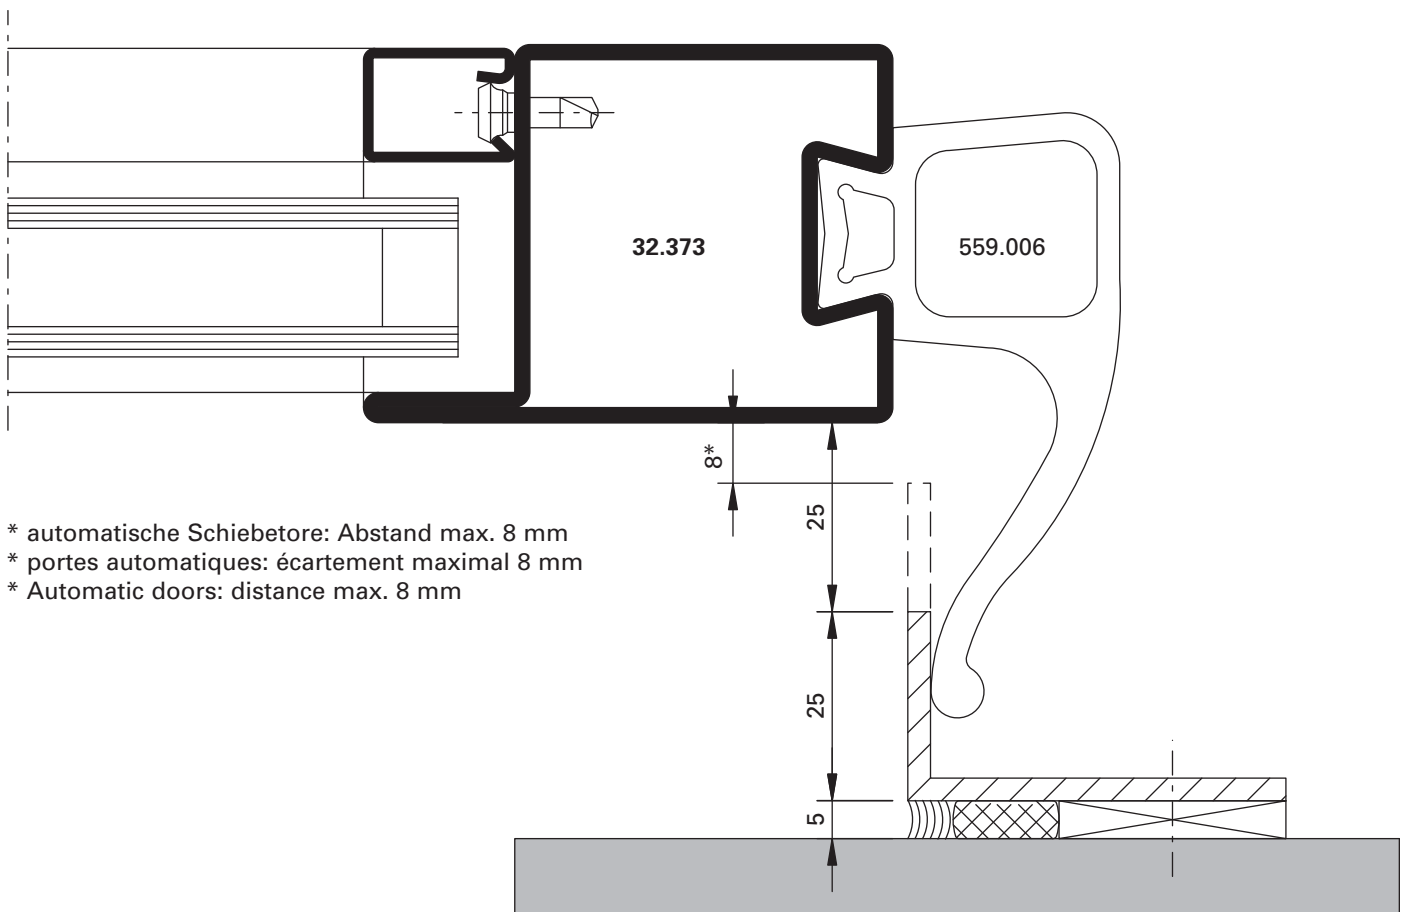 32.373
559.006
8*
25
25
5
* automatische Schiebetore: Abstand max. 8 mm
* portes automatiques: écartement maximal 8 mm
* Automatic doors: distance max. 8 mm